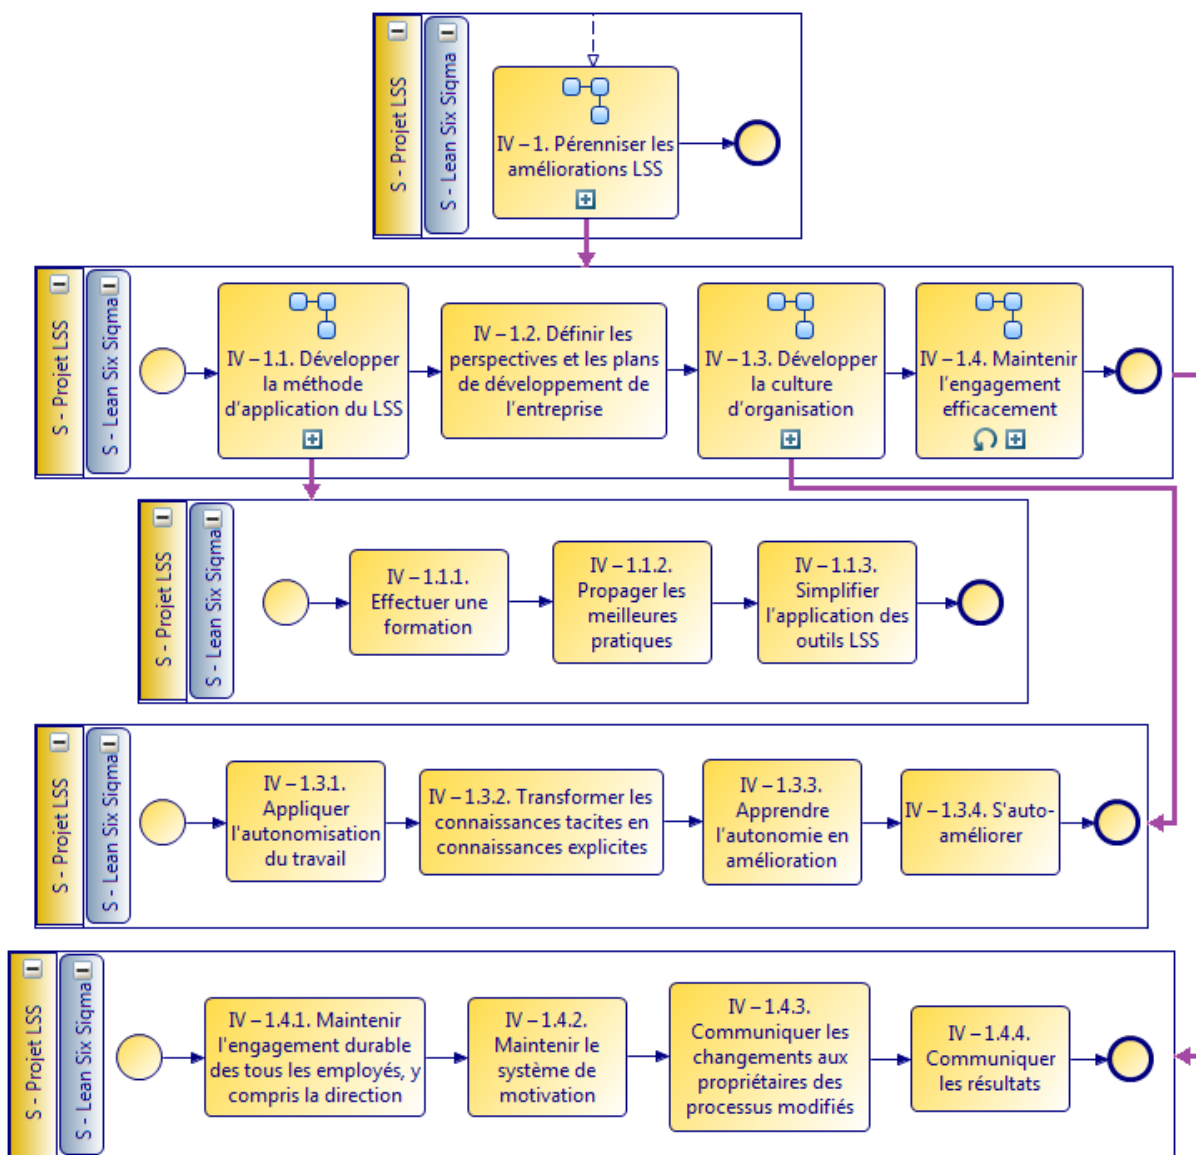 S - Projet LSS
S - Lean Six Sigma
IV – 1. Pérenniser les
améliorations LSS
S - Projet LSS
S - Lean Six Sigma
IV – 1.1. Développer
la méthode
d'application du LSS
IV – 1.2. Définir les
perspectives et les plans
de développement de
l'entreprise
IV – 1.3. Développer
la culture
d'organisation
IV – 1.4. Maintenir
l'engagement
efficacement
S - Projet LSS
S - Lean Six Sigma
IV – 1.1.1.
Effectuer une
formation
IV – 1.1.2.
Propager les
meilleures
pratiques
IV – 1.1.3.
Simplifier
l'application des
outils LSS
S - Projet LSS
S - Lean Six Sigma
IV – 1.3.1.
Appliquer
l'autonomisation
du travail
IV – 1.3.2. Transformer les
connaissances tacites en
connaissances explicites
IV – 1.3.3.
Apprendre
l'autonomie en
amélioration
IV – 1.3.4. S'auto-
améliorer
S - Projet LSS
S - Lean Six Sigma
IV – 1.4.1. Maintenir
l'engagement durable
des tous les employés, y
compris la direction
IV – 1.4.2.
Maintenir le
système de
motivation
IV – 1.4.3.
Communiquer les
changements aux
propriétaires des
processus modifiés
IV – 1.4.4.
Communiquer
les résultats